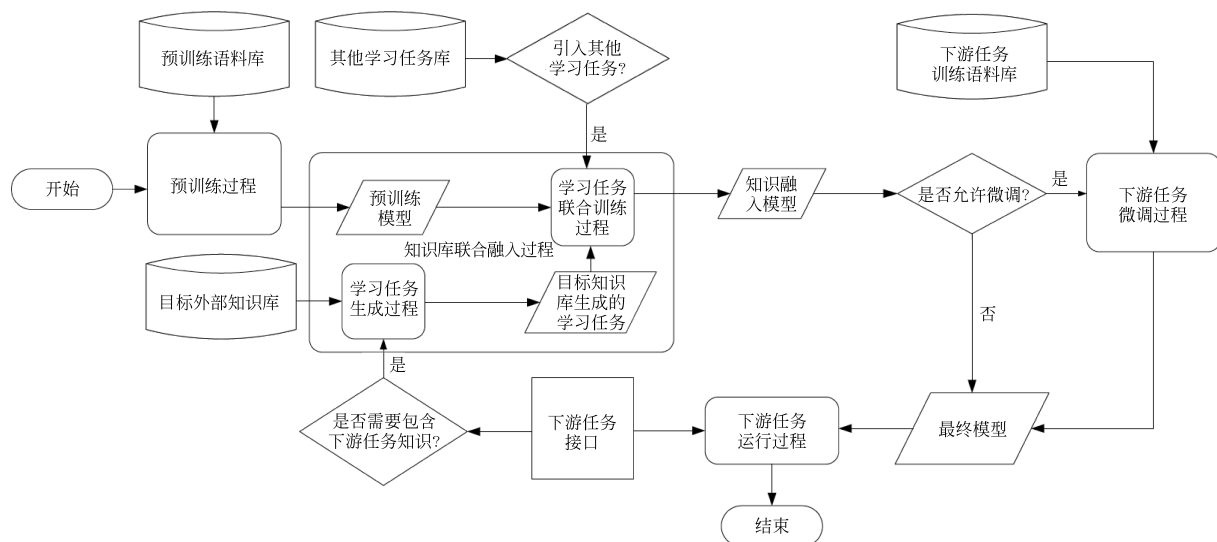 预训练语料库
其他学习任务库
引入其他
学习任务?
下游任务
训练语料库
是
开始
预训练过程
预训练
模型
学习任务
联合训练
过程
知识融
入模型
是否允许微调?
是
下游任务
微调过程
知识库联合融入过程
目标外部知识库
学习任务
生成过程
目标知识
库生成的
学习任务
否
是
是否需要包含
下游任务知识?
下游任务
接口
下游任务
运行过程
最终模型
结束